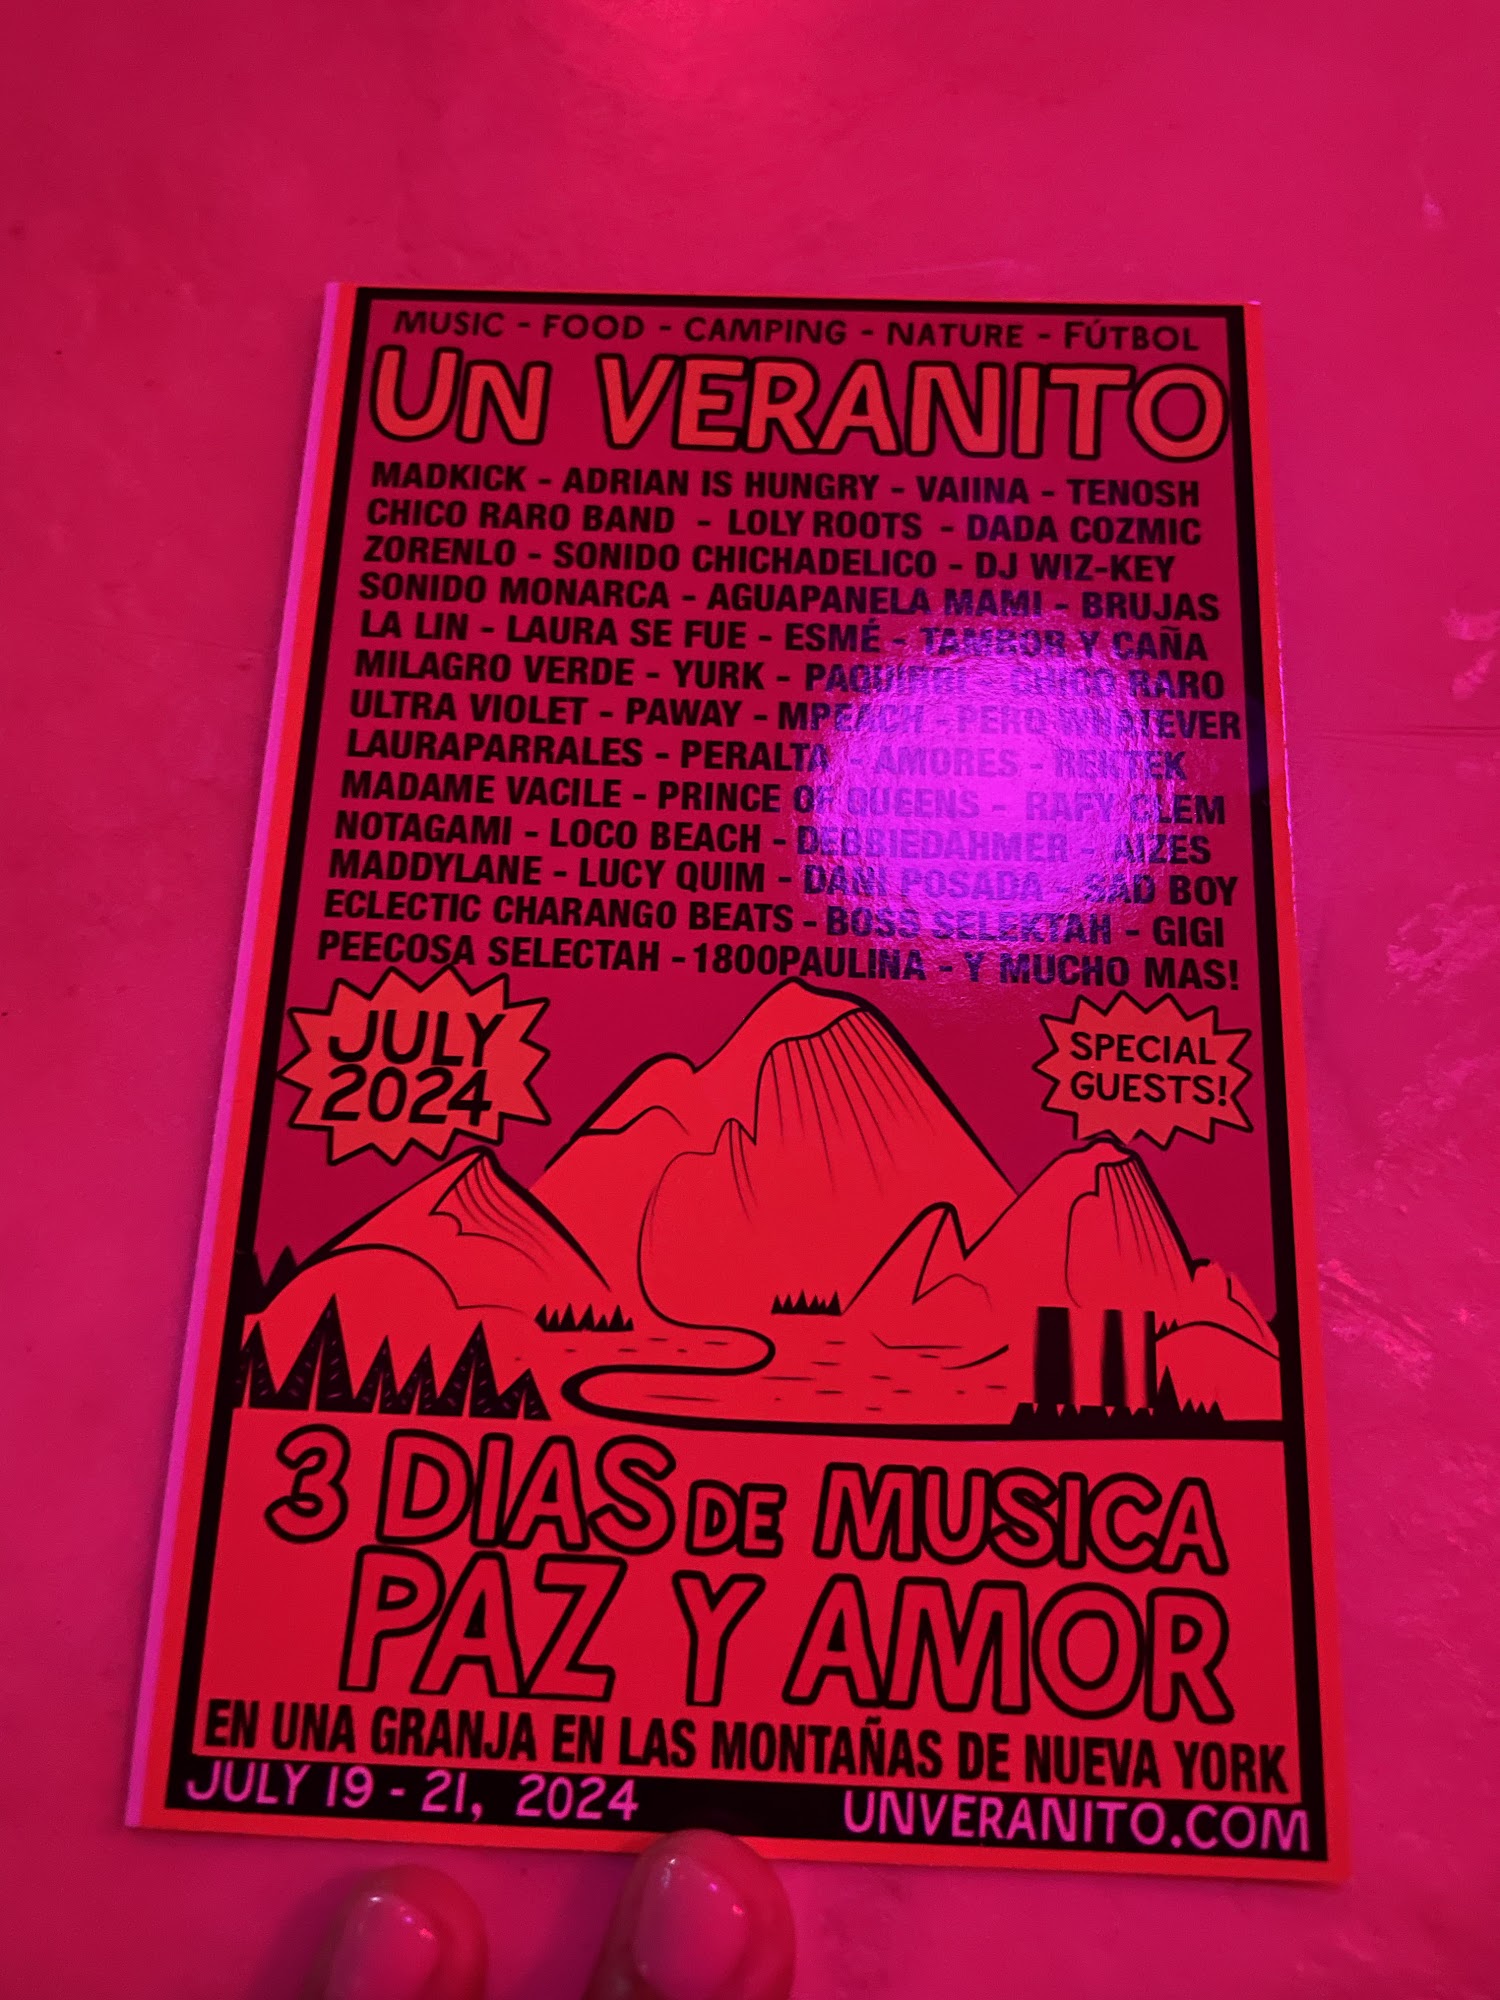 MUSIC - FOOD - CAMPING - NATURE - FÚTBOL
UN VERANITO
MADKICK - ADRIAN IS HUNGRY - VAIINA - TENOSH
CHICO RARO BAND - LOLY ROOTS - DADA COZMIC
ZORENLO - SONIDO CHICHADELICO - DJ WIZ-KEY
SONIDO MONARCA - AGUAPANELA MAMI - BRUJAS
LA LIN - LAURA SE FUE - ESMÉ - TAMBOR Y CAÑA
MILAGRO VERDE - YURK - - CHICO RARO
ULTRA VIOLET - PAWAY - MPEACH - PERO WHATEVER
LAURAPARRALES - PERALTA - AMORES - REKTEK
MADAME VACILE - PRINCE OF QUEENS - RAFY CLEM
NOTAGAMI - LOCO BEACH - DEBBIEDAHMER - AIZES
MADDYLANE - LUCY QUIM - DANI POSADA - SAD BOY
ECLECTIC CHARANGO BEATS - BOSS SELEKTAH - GIGI
PEECOSA SELECTAH - 1800PAULINA - Y MUCHO MAS!
JULY
2024
SPECIAL
GUESTS!
3 DIAS DE MUSICA
PAZ Y AMOR
EN UNA GRANJA EN LAS MONTAÑAS DE NUEVA YORK
JULY 19 - 21, 2024
UNVERANITO.COM